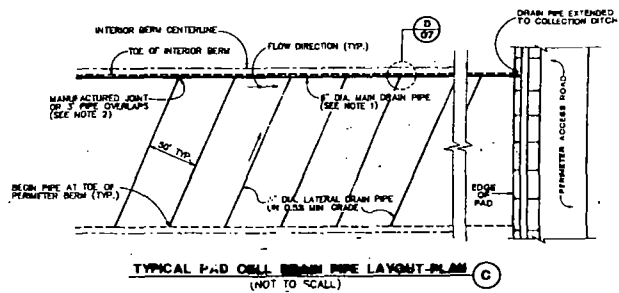 INTERIOR BERM CENTERLINE
TOE OF INTERIOR BERM
FLOW DIRECTION (TYP.)
D
07
DRAIN PIPE EXTENDED
TO COLLECTION DITCH
MANUFACTURED JOINT
OR 3' PIPE OVERLAPS
(SEE NOTE 2)
DIA. MAIN DRAIN PIPE
(SEE NOTE 1)
TYP.
BEGIN PIPE AT TOE OF
PERIMETER BERM (TYP.)
DIA LATERAL DRAIN PIPE
0.5% MIN GRADE
EDGE
OF
PAD
PERIMETER ACCESS ROAD
TYPICAL PAD CELL DRAIN PIPE LAYOUT-PLAN
C
(NOT TO SCALE)